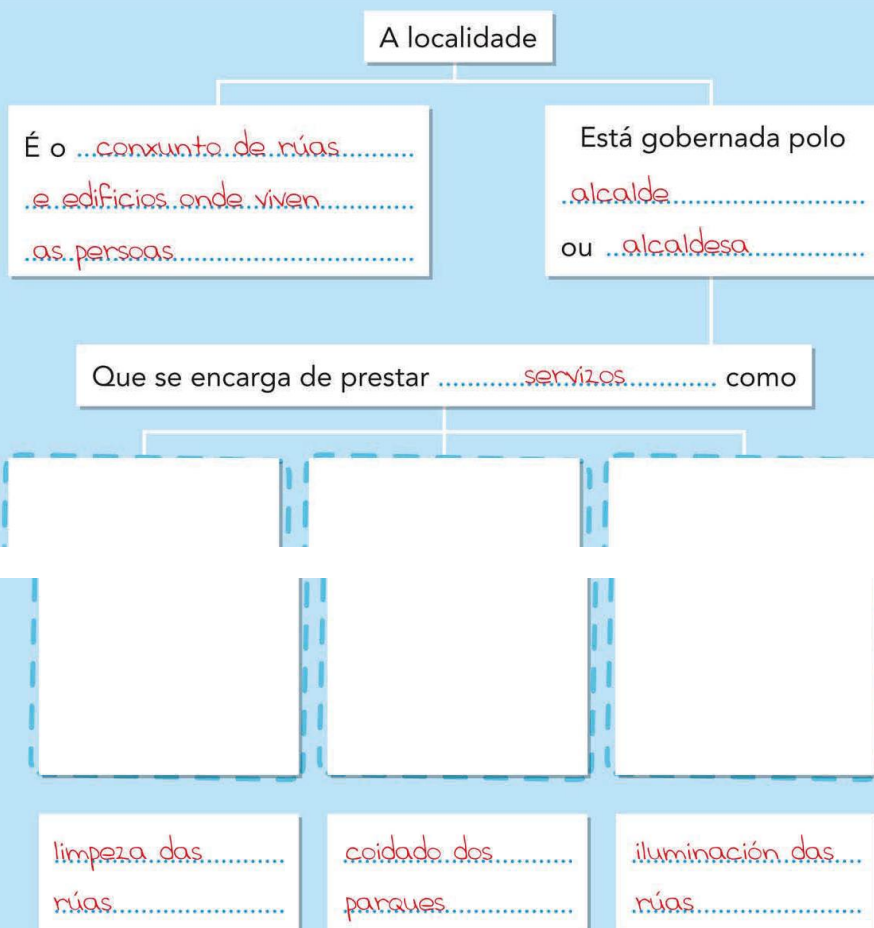 A localidade
É o conxunto de rúas
e edificios onde viven
as persoas
Está gobernada polo
alcalde
ou alcaldesa
Que se encarga de prestar servizos como
limpeza das
rúas
coidado dos
parques
iluminación das
rúas